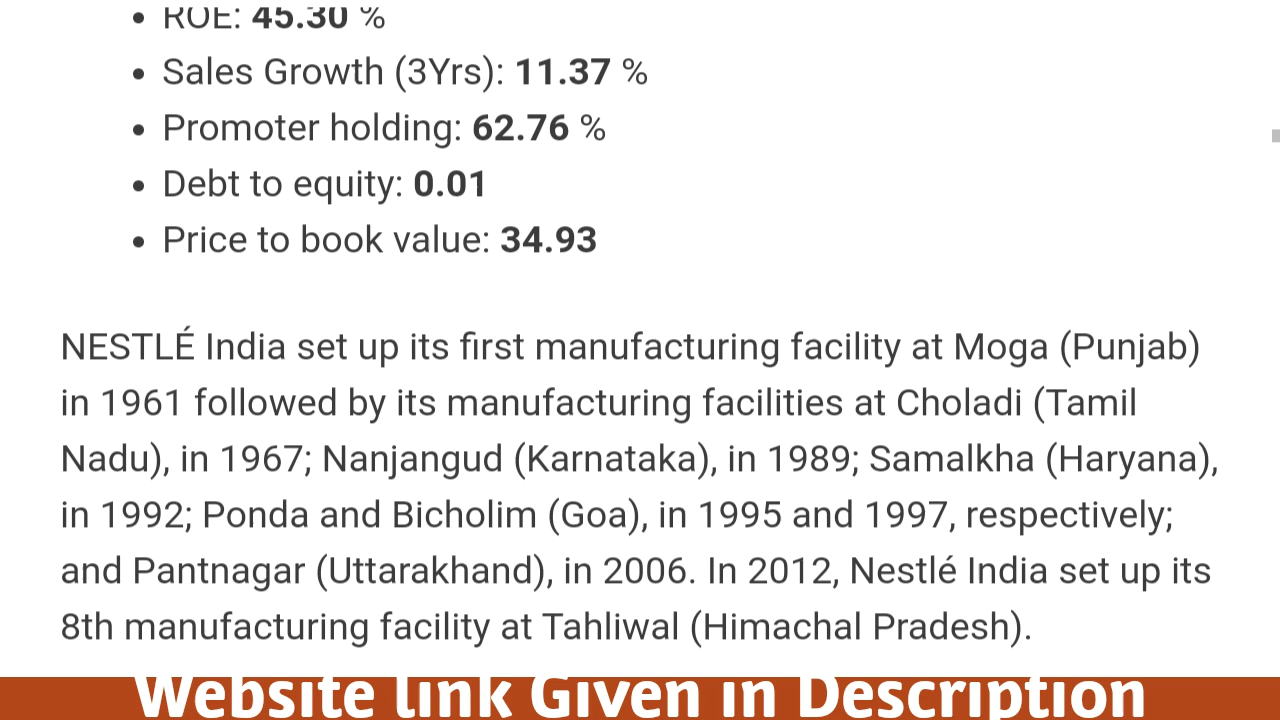 • ROE: 45.30 %
• Sales Growth (3Yrs): 11.37 %
• Promoter holding: 62.76 %
• Debt to equity: 0.01
• Price to book value: 34.93
NESTLÉ India set up its first manufacturing facility at Moga (Punjab)
in 1961 followed by its manufacturing facilities at Choladi (Tamil
Nadu), in 1967; Nanjangud (Karnataka), in 1989; Samalkha (Haryana),
in 1992; Ponda and Bicholim (Goa), in 1995 and 1997, respectively;
and Pantnagar (Uttarakhand), in 2006. In 2012, Nestlé India set up its
8th manufacturing facility at Tahliwal (Himachal Pradesh).
Website link Given in Description